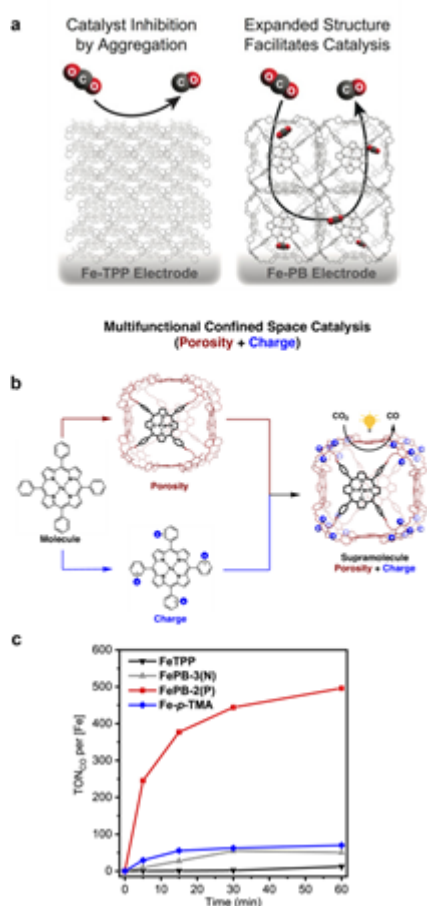 a
Catalyst Inhibition
by Aggregation
Expanded Structure
Facilitates Catalysis
O C O
C O
O C O
C O
Fe-TPP Electrode
Fe-PB Electrode
Multifunctional Confined Space Catalysis
(Porosity + Charge)
b
Porosity
Molecule
Charge
CO₂
CO
Supramolecule
Porosity + Charge
c
TON_CO per [Fe]
600
500
400
300
200
100
0
FeTPP
FePB-3(N)
FePB-2(P)
Fe-p-TMA
0 10 20 30 40 50 60
Time (min)